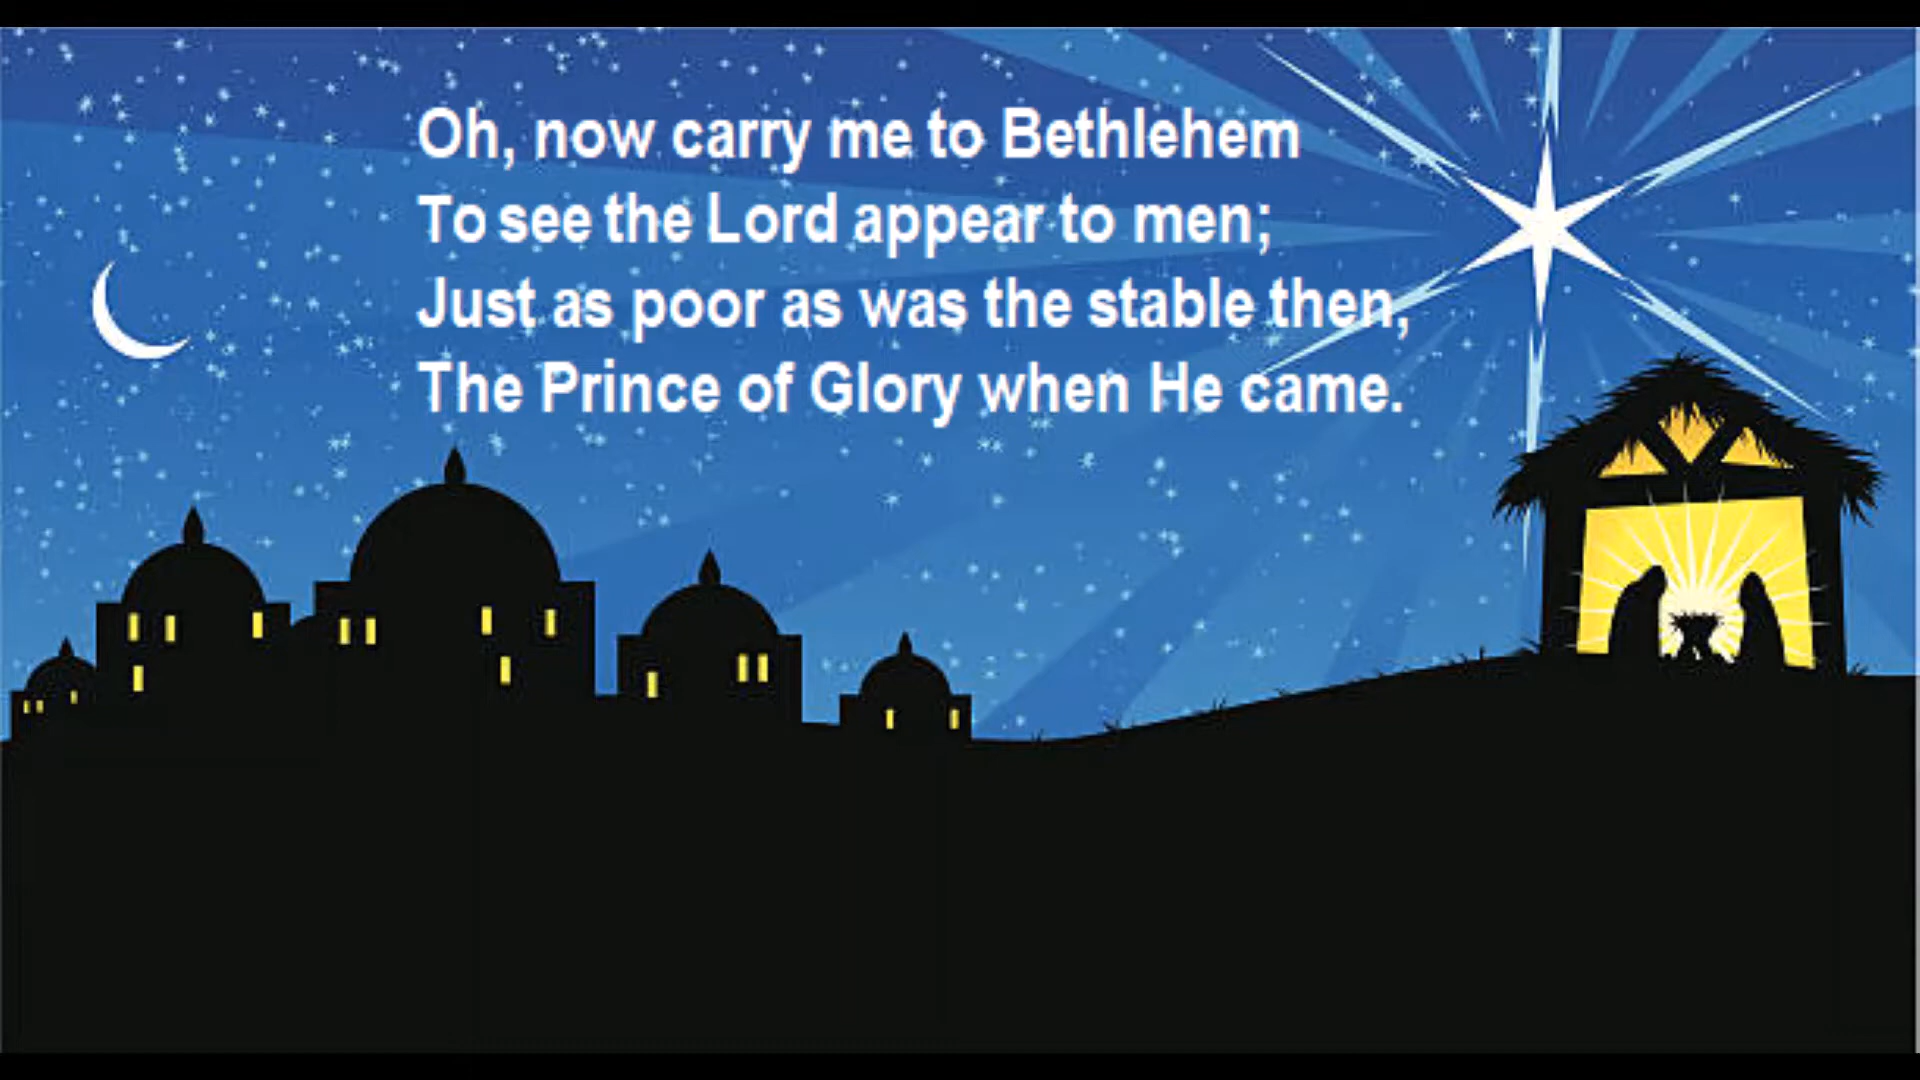 Oh, now carry me to Bethlehem
To see the Lord appear to men;
Just as poor as was the stable then,
The Prince of Glory when He came.